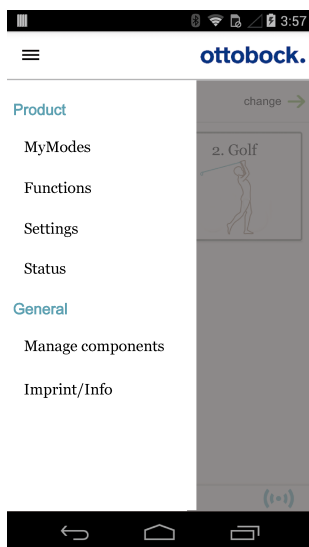 3:57
ottobock.
Product
change
MyModes
2. Golf
Functions
Settings
Status
General
Manage components
Imprint/Info